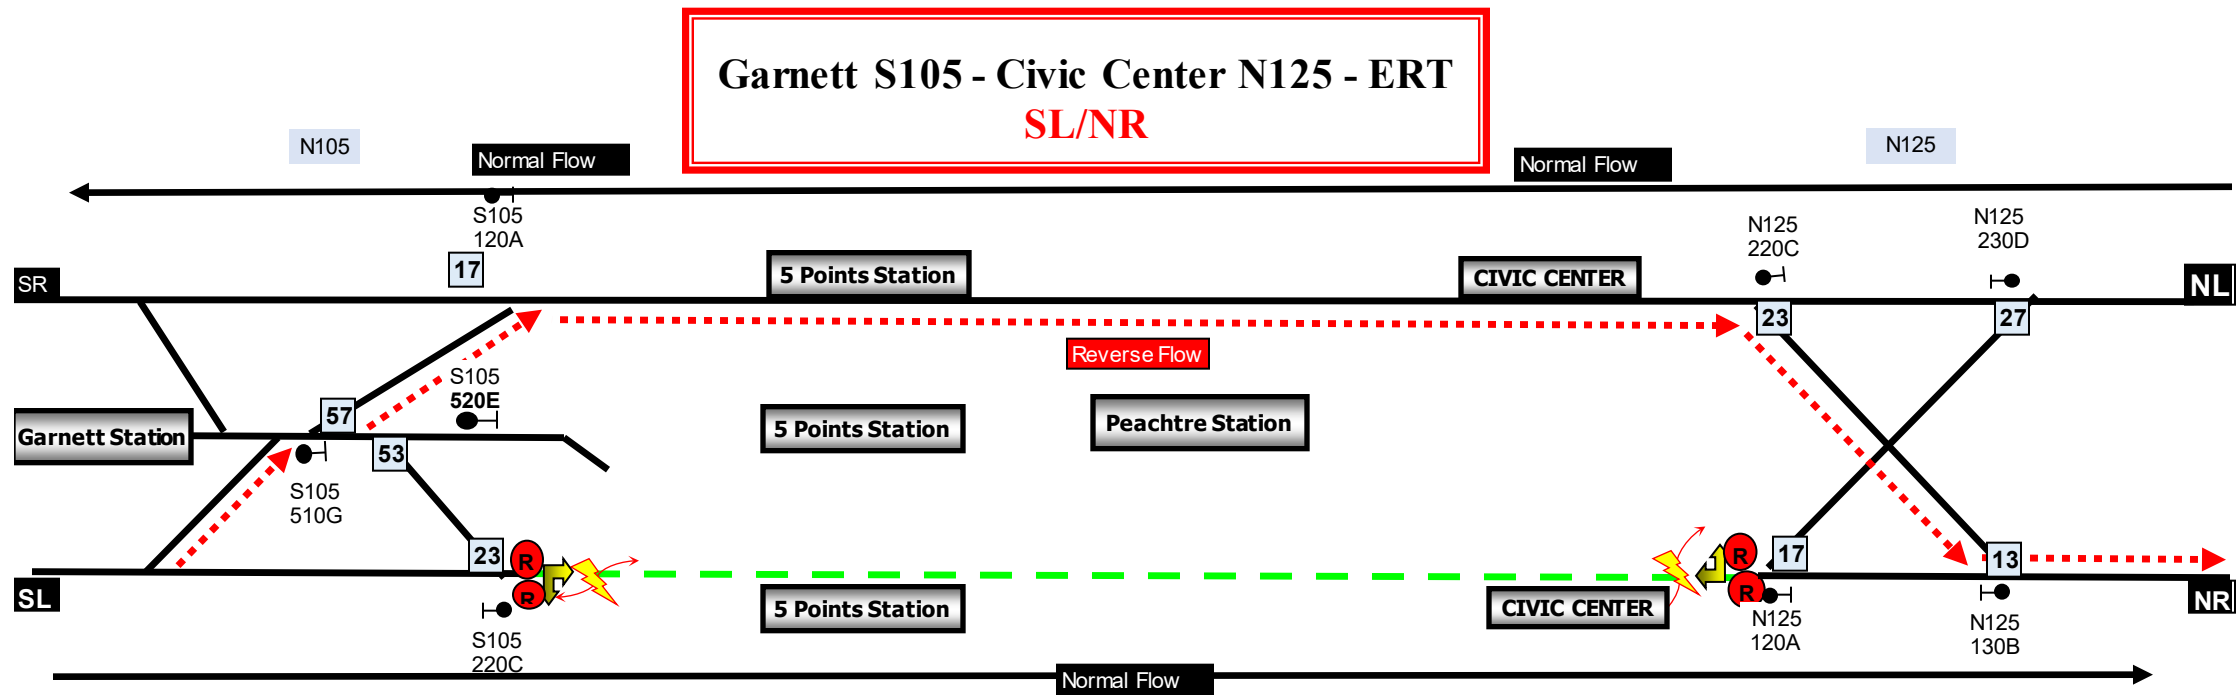 Garnett S105 - Civic Center N125 - ERT
SL/NR
N105
Normal Flow
Normal Flow
N125
S105
120A
17
5 Points Station
CIVIC CENTER
N125
220C
N125
230D
SR
NL
23
27
Reverse Flow
S105
520E
57
Garnett Station
53
5 Points Station
Peachtre Station
S105
510G
23
R
R
SL
S105
220C
5 Points Station
CIVIC CENTER
R
R
17
13
N125
120A
N125
130B
NR
Normal Flow